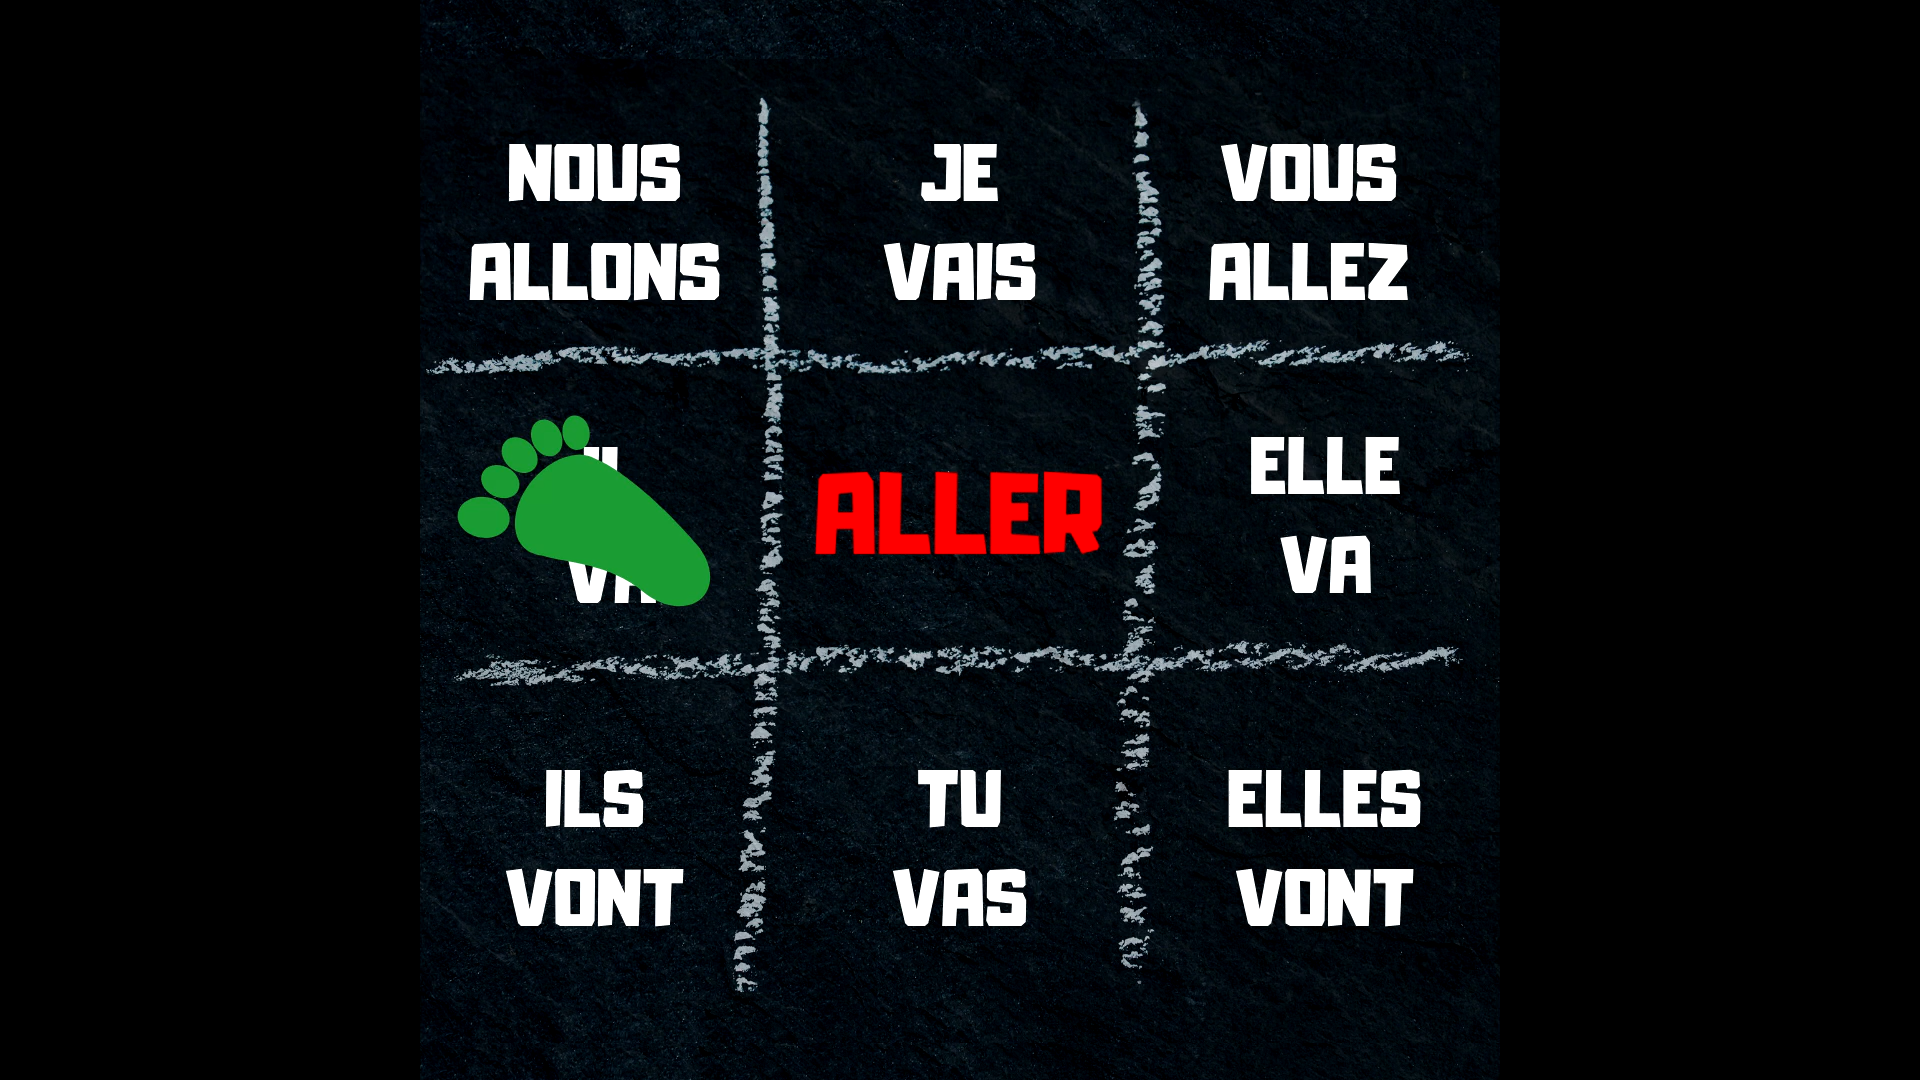 NOUS
ALLONS
JE
VAIS
VOUS
ALLEZ
ALLER
ELLE
VA
ILS
VONT
TU
VAS
ELLES
VONT